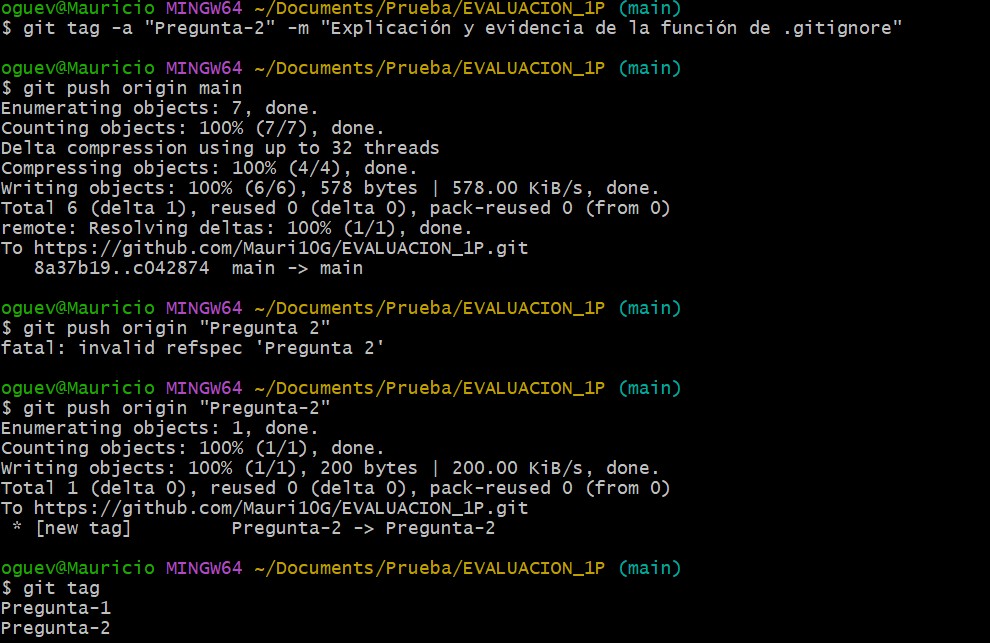 oguev@Mauricio MINGW64 ~/Documents/Prueba/EVALUACION_1P (main)
$ git tag -a "Pregunta-2" -m "Explicación y evidencia de la función de .gitignore"
oguev@Mauricio MINGW64 ~/Documents/Prueba/EVALUACION_1P (main)
$ git push origin main
Enumerating objects: 7, done.
Counting objects: 100% (7/7), done.
Delta compression using up to 32 threads
Compressing objects: 100% (4/4), done.
Writing objects: 100% (6/6), 578 bytes | 578.00 KiB/s, done.
Total 6 (delta 1), reused 0 (delta 0), pack-reused 0 (from 0)
remote: Resolving deltas: 100% (1/1), done.
To https://github.com/Mauri10G/EVALUACION_1P.git
   8a37b19..c042874  main -> main
oguev@Mauricio MINGW64 ~/Documents/Prueba/EVALUACION_1P (main)
$ git push origin "Pregunta 2"
fatal: invalid refspec 'Pregunta 2'
oguev@Mauricio MINGW64 ~/Documents/Prueba/EVALUACION_1P (main)
$ git push origin "Pregunta-2"
Enumerating objects: 1, done.
Counting objects: 100% (1/1), done.
Writing objects: 100% (1/1), 200 bytes | 200.00 KiB/s, done.
Total 1 (delta 0), reused 0 (delta 0), pack-reused 0 (from 0)
To https://github.com/Mauri10G/EVALUACION_1P.git
 * [new tag]         Pregunta-2 -> Pregunta-2
oguev@Mauricio MINGW64 ~/Documents/Prueba/EVALUACION_1P (main)
$ git tag
Pregunta-1
Pregunta-2